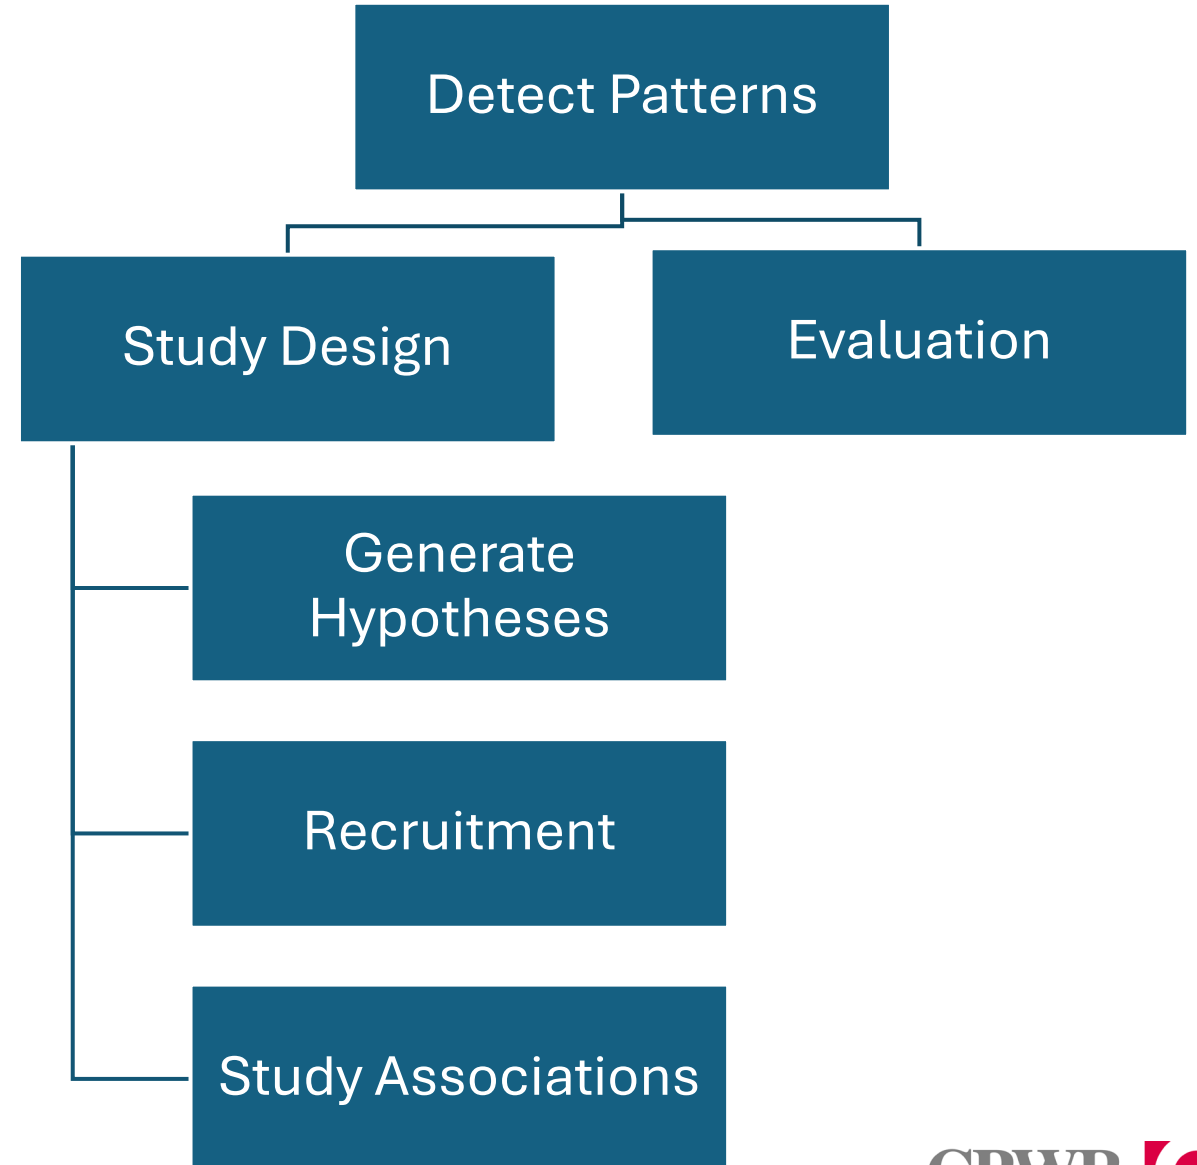 Detect Patterns
Study Design
Evaluation
Generate
Hypotheses
Recruitment
Study Associations